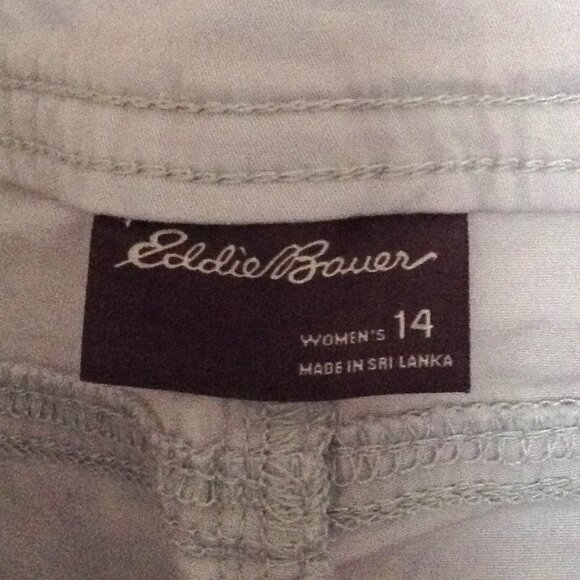 Eddie Bauer
WOMEN'S 14
MADE IN SRI LANKA